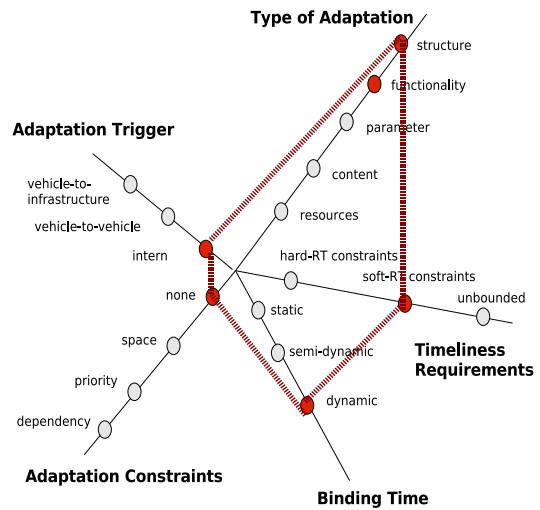 Type of Adaptation
structure
functionality
parameter
content
resources
Adaptation Trigger
vehicle-to-
infrastructure
vehicle-to-vehicle
intern
hard-RT constraints
soft-RT constraints
unbounded
Timeliness
Requirements
none
space
priority
dependency
Adaptation Constraints
static
semi-dynamic
dynamic
Binding Time